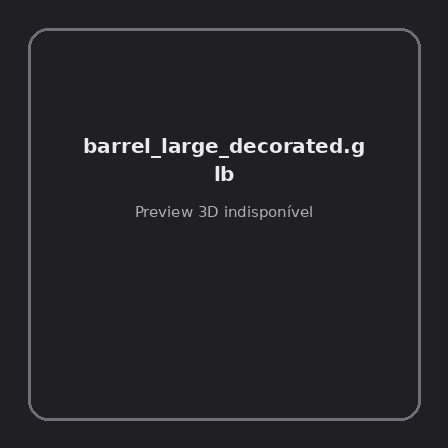 barrel_large_decorated.g
lb
Preview 3D indisponível